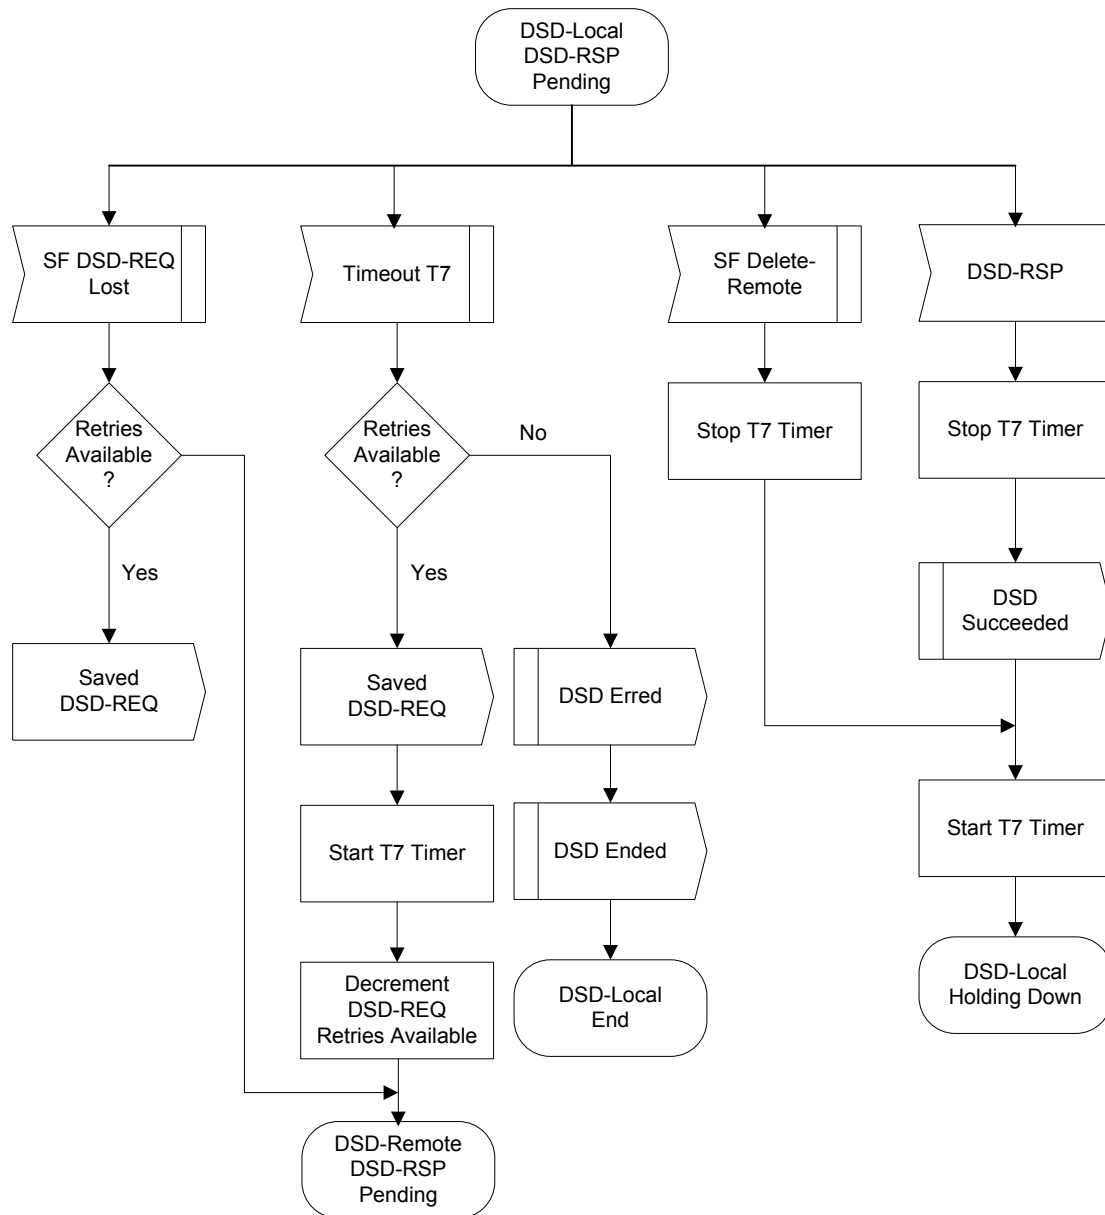 DSD-Local
DSD-RSP
Pending
SF DSD-REQ
Lost
Timeout T7
SF Delete-
Remote
DSD-RSP
Retries
Available
?
Retries
Available
?
No
Stop T7 Timer
Stop T7 Timer
Yes
Yes
DSD
Succeeded
Saved
DSD-REQ
Saved
DSD-REQ
DSD Erred
Start T7 Timer
DSD Ended
Start T7 Timer
Decrement
DSD-REQ
Retries Available
DSD-Local
End
DSD-Local
Holding Down
DSD-Remote
DSD-RSP
Pending